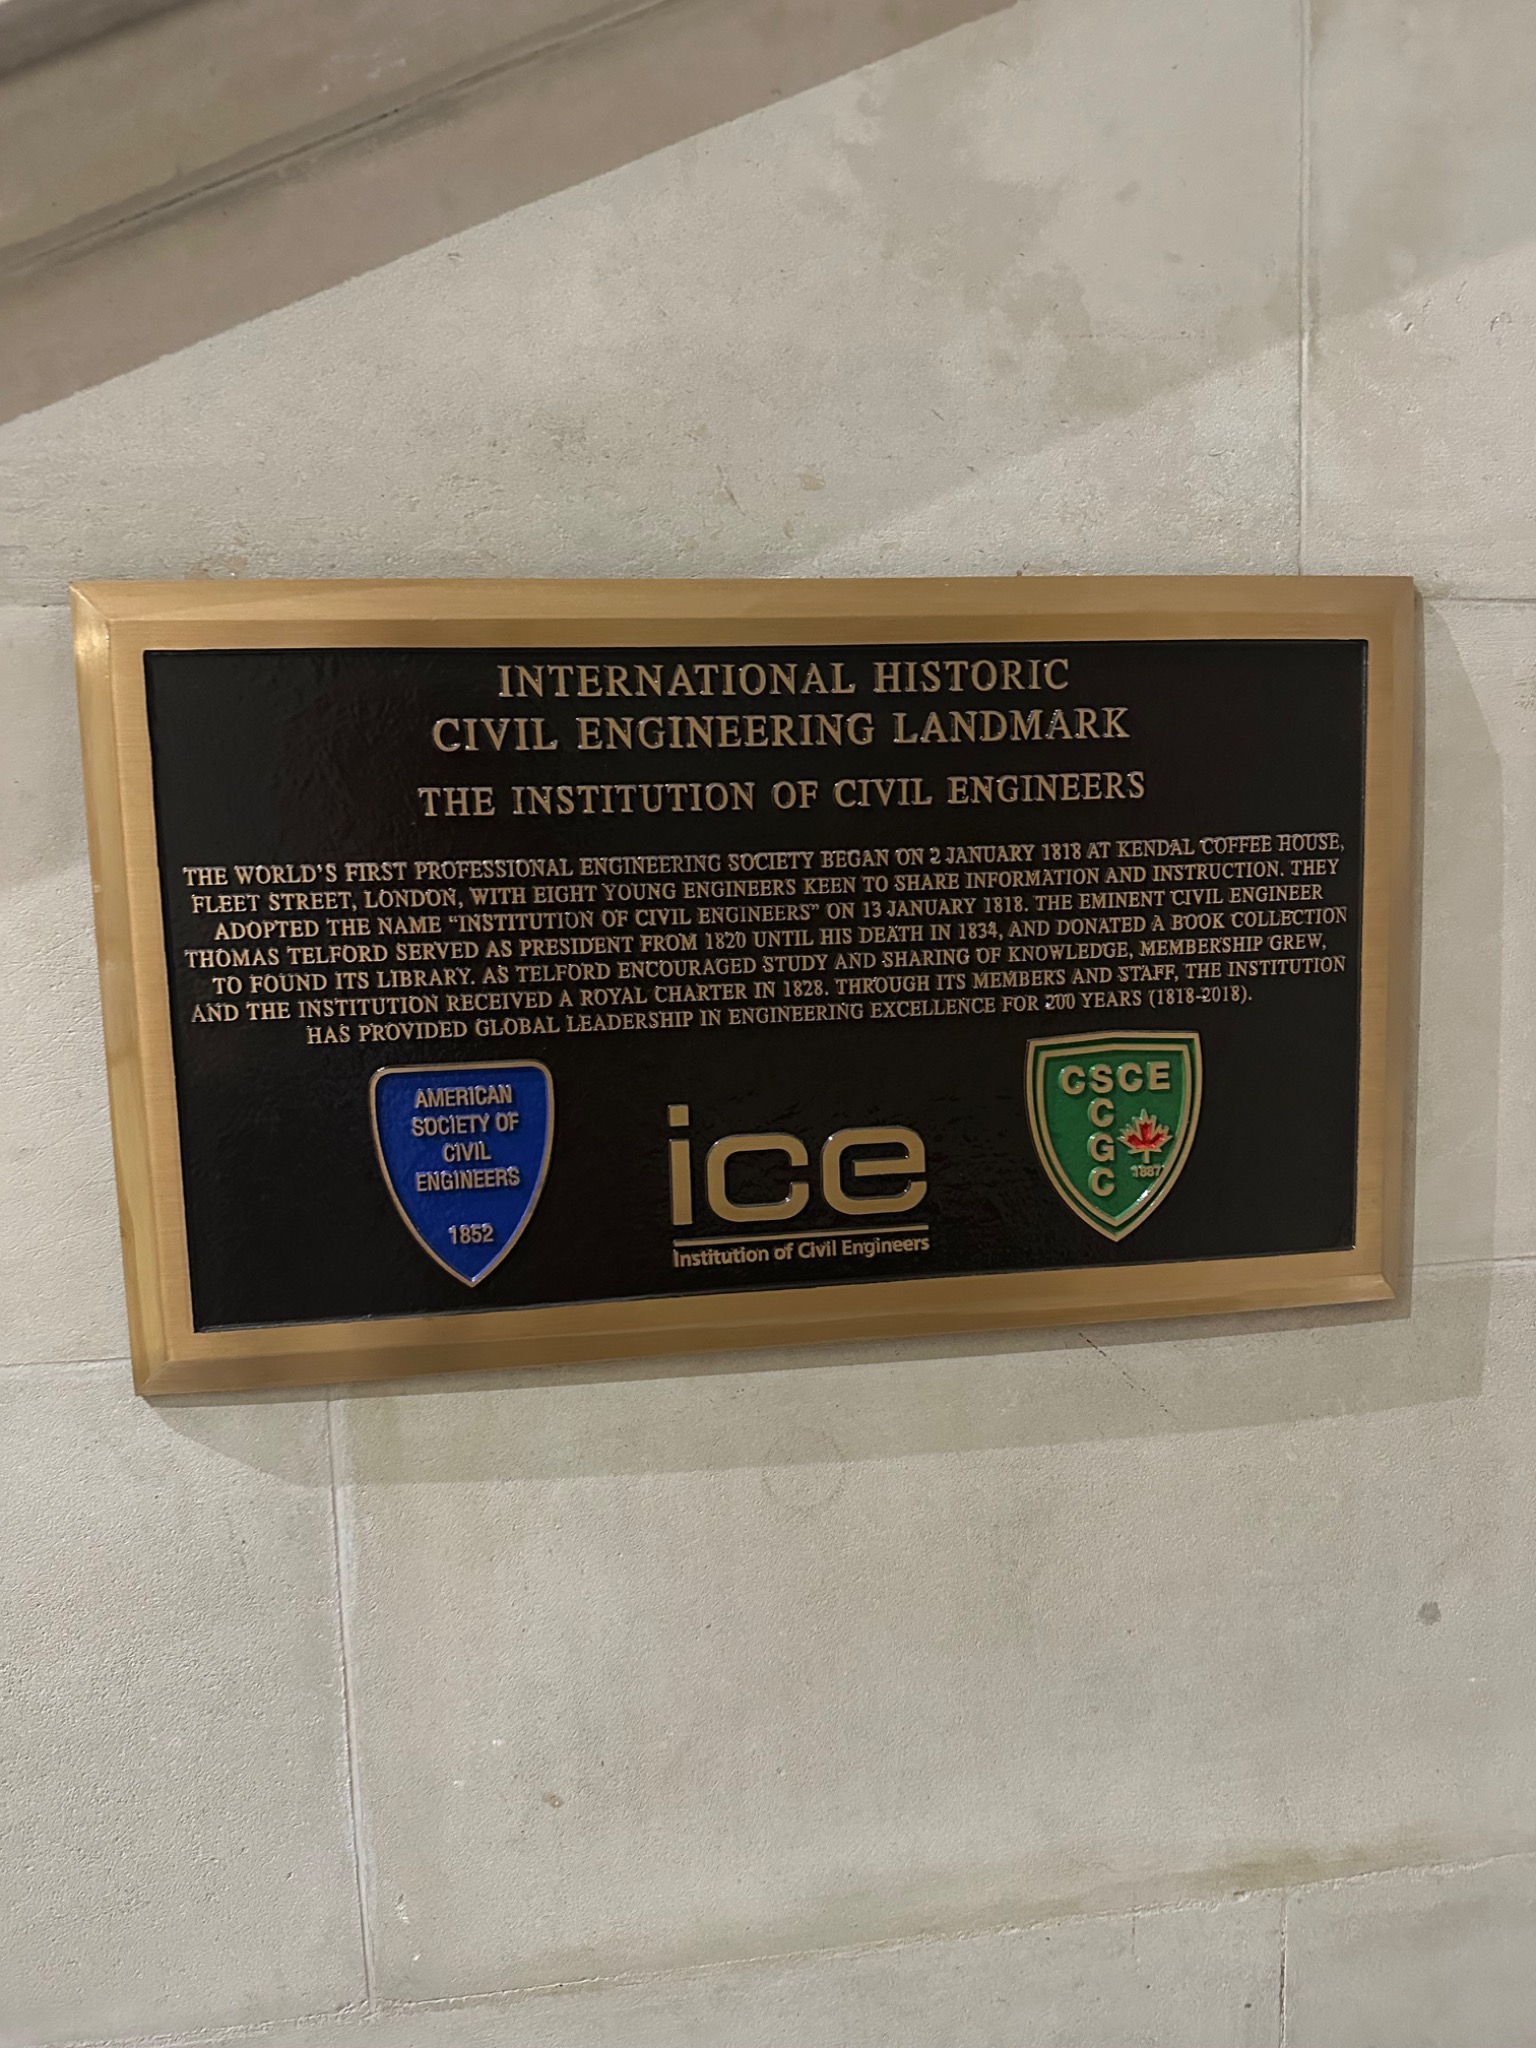 INTERNATIONAL HISTORIC
CIVIL ENGINEERING LANDMARK
THE INSTITUTION OF CIVIL ENGINEERS
THE WORLD'S FIRST PROFESSIONAL ENGINEERING SOCIETY BEGAN ON 2 JANUARY 1818 AT KENDAL COFFEE HOUSE,
FLEET STREET, LONDON, WITH EIGHT YOUNG ENGINEERS KEEN TO SHARE INFORMATION AND INSTRUCTION. THEY
ADOPTED THE NAME "INSTITUTION OF CIVIL ENGINEERS" ON 13 JANUARY 1818. THE EMINENT CIVIL ENGINEER
THOMAS TELFORD SERVED AS PRESIDENT FROM 1820 UNTIL HIS DEATH IN 1834, AND DONATED A BOOK COLLECTION
TO FOUND ITS LIBRARY. AS TELFORD ENCOURAGED STUDY AND SHARING OF KNOWLEDGE, MEMBERSHIP GREW,
AND THE INSTITUTION RECEIVED A ROYAL CHARTER IN 1828. THROUGH ITS MEMBERS AND STAFF, THE INSTITUTION
HAS PROVIDED GLOBAL LEADERSHIP IN ENGINEERING EXCELLENCE FOR 200 YEARS (1818-2018).
AMERICAN
SOCIETY OF
CIVIL
ENGINEERS
1852
ice
Institution of Civil Engineers
CSCE
C
G
C
1887